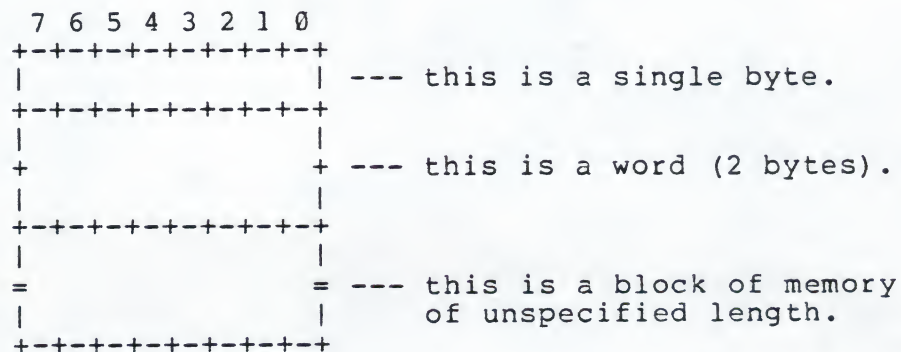 7 6 5 4 3 2 1 0
+-+-+-+-+-+-+-+-+
|               | --- this is a single byte.
+-+-+-+-+-+-+-+-+
|               |
+               + --- this is a word (2 bytes).
|               |
+-+-+-+-+-+-+-+-+
|               |
=               = --- this is a block of memory
|               |     of unspecified length.
+-+-+-+-+-+-+-+-+